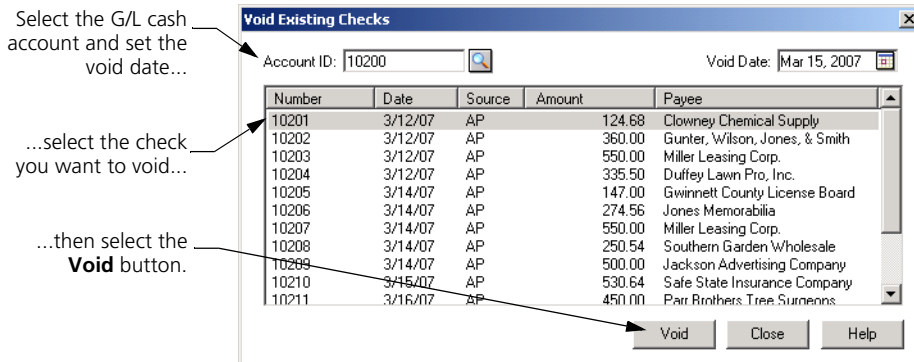 Select the G/L cash
account and set the
void date...
...select the check
you want to void...
...then select the
Void button.
Void Existing Checks
Account ID: 10200
Void Date: Mar 15, 2007
Number Date Source Amount Payee
10201 3/12/07 AP 124.68 Clowney Chemical Supply
10202 3/12/07 AP 360.00 Gunter, Wilson, Jones, & Smith
10203 3/12/07 AP 550.00 Miller Leasing Corp.
10204 3/12/07 AP 335.50 Duffey Lawn Pro, Inc.
10205 3/14/07 AP 147.00 Gwinnett County License Board
10206 3/14/07 AP 274.56 Jones Memorabilia
10207 3/14/07 AP 550.00 Miller Leasing Corp.
10208 3/14/07 AP 250.54 Southern Garden Wholesale
10209 3/14/07 AP 500.00 Jackson Advertising Company
10210 3/15/07 AP 530.64 Safe State Insurance Company
10211 3/16/07 AP 450.00 Parr Brothers Tree Surgeons
Void Close Help